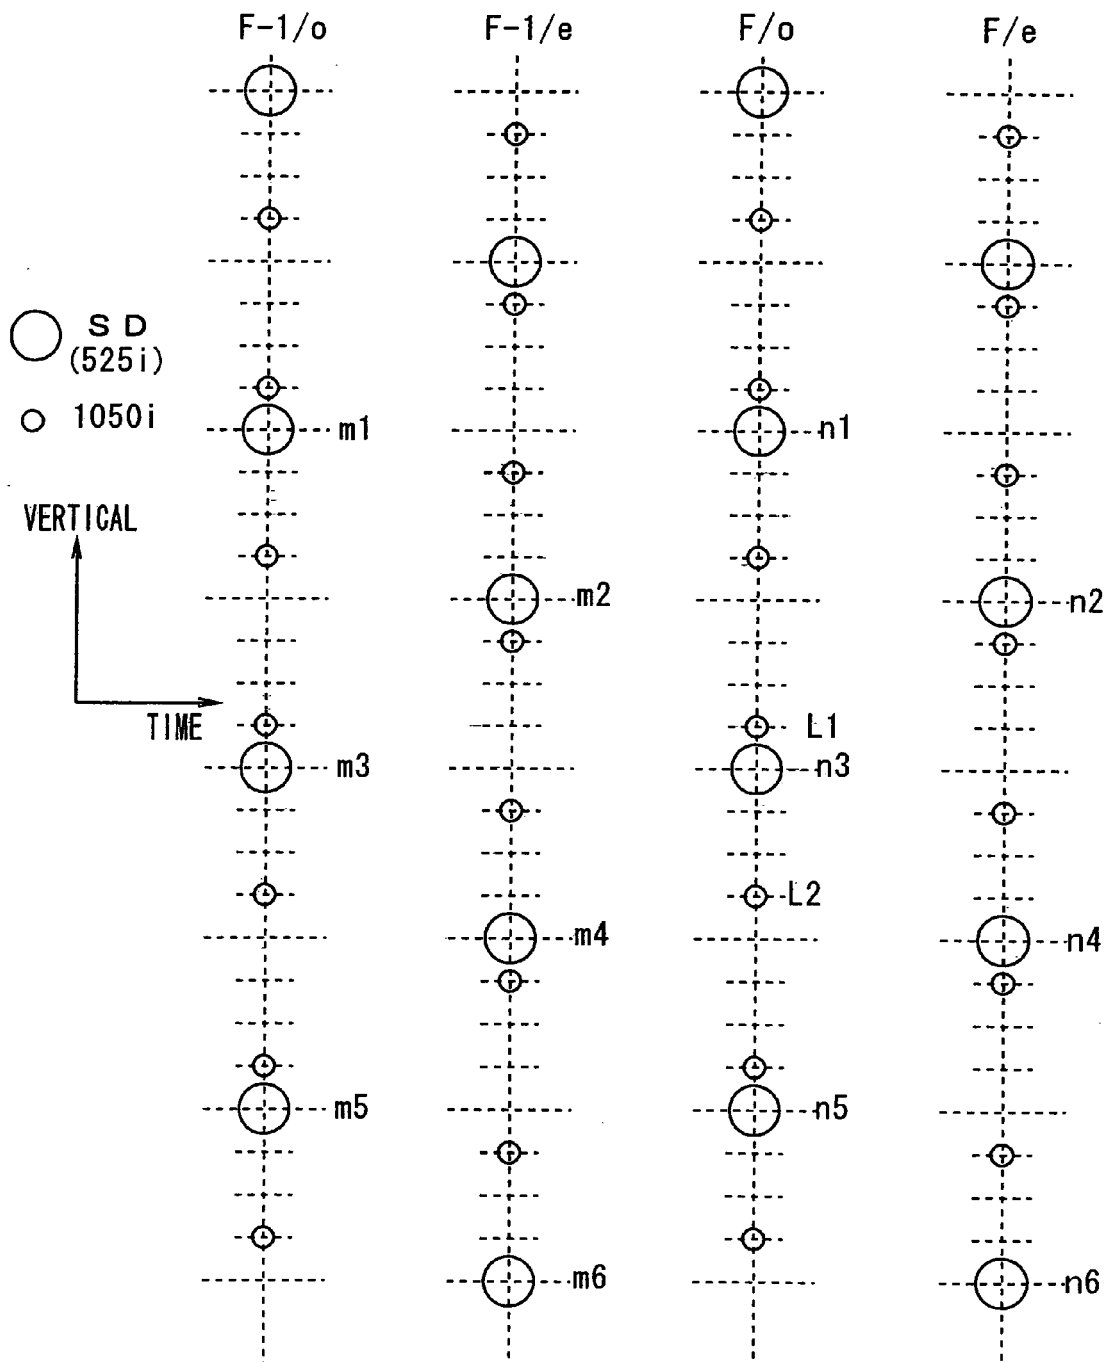 F-1/o F-1/e F/o F/e
SD
(525i)
1050i
m1 n1
VERTICAL
m2 n2
TIME L1
m3 n3
L2
m4 n4
m5 n5
m6 n6